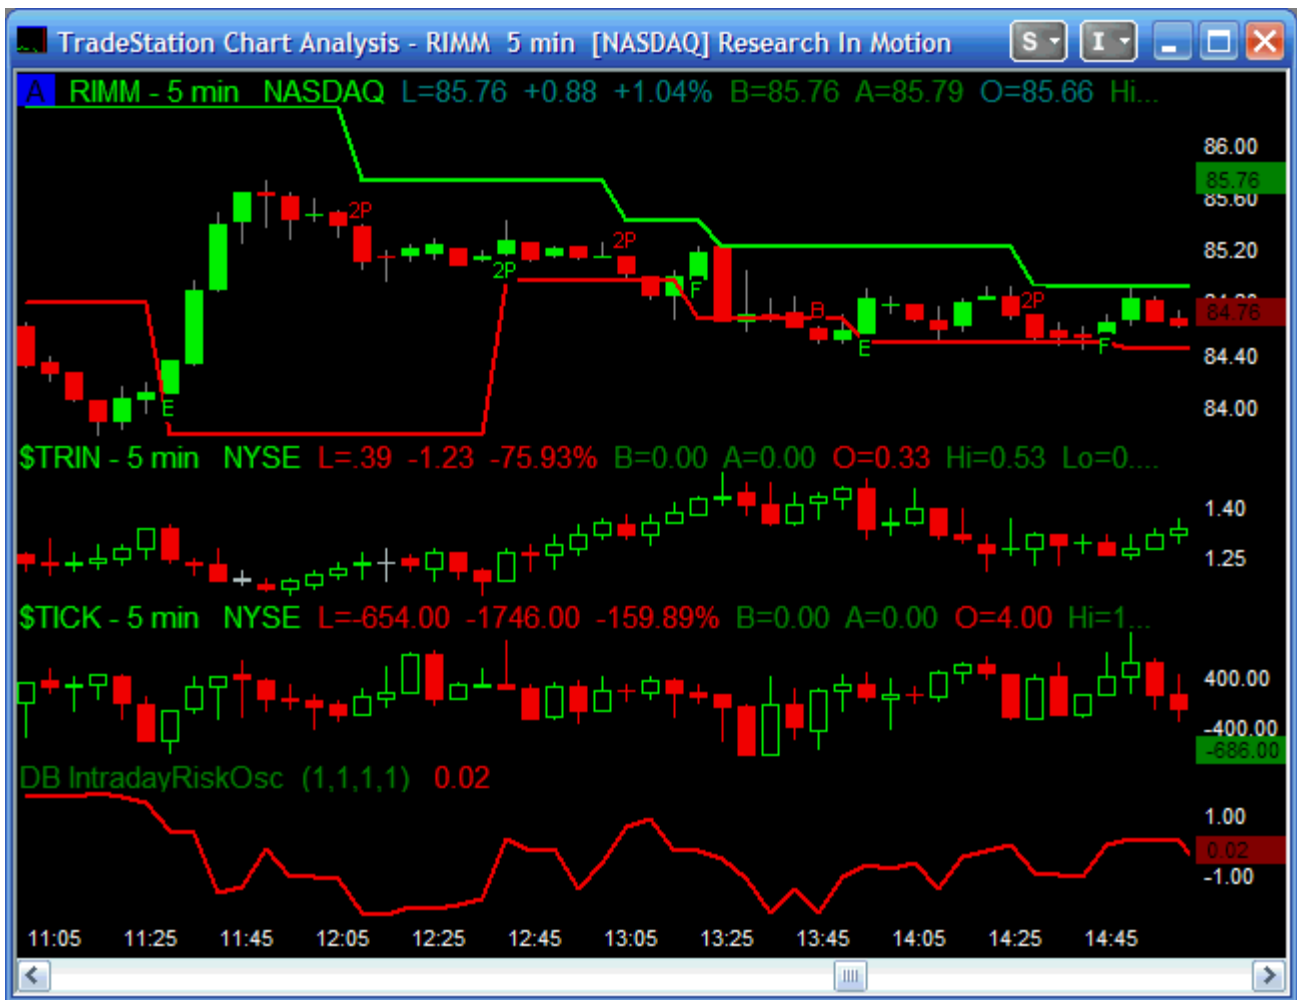 TradeStation Chart Analysis - RIMM 5 min [NASDAQ] Research In Motion S I
A RIMM - 5 min NASDAQ L=85.76 +0.88 +1.04% B=85.76 A=85.79 O=85.66 Hi...
86.00
85.76
85.60
2P
2P
85.20
2P
F
2P
B
84.76
E
F
84.40
E
84.00
$TRIN - 5 min NYSE L=.39 -1.23 -75.93% B=0.00 A=0.00 O=0.33 Hi=0.53 Lo=0....
1.40
1.25
$TICK - 5 min NYSE L=-654.00 -1746.00 -159.89% B=0.00 A=0.00 O=4.00 Hi=1...
400.00
-400.00
-686.00
DB IntradayRiskOsc (1,1,1,1) 0.02
1.00
0.02
-1.00
11:05 11:25 11:45 12:05 12:25 12:45 13:05 13:25 13:45 14:05 14:25 14:45